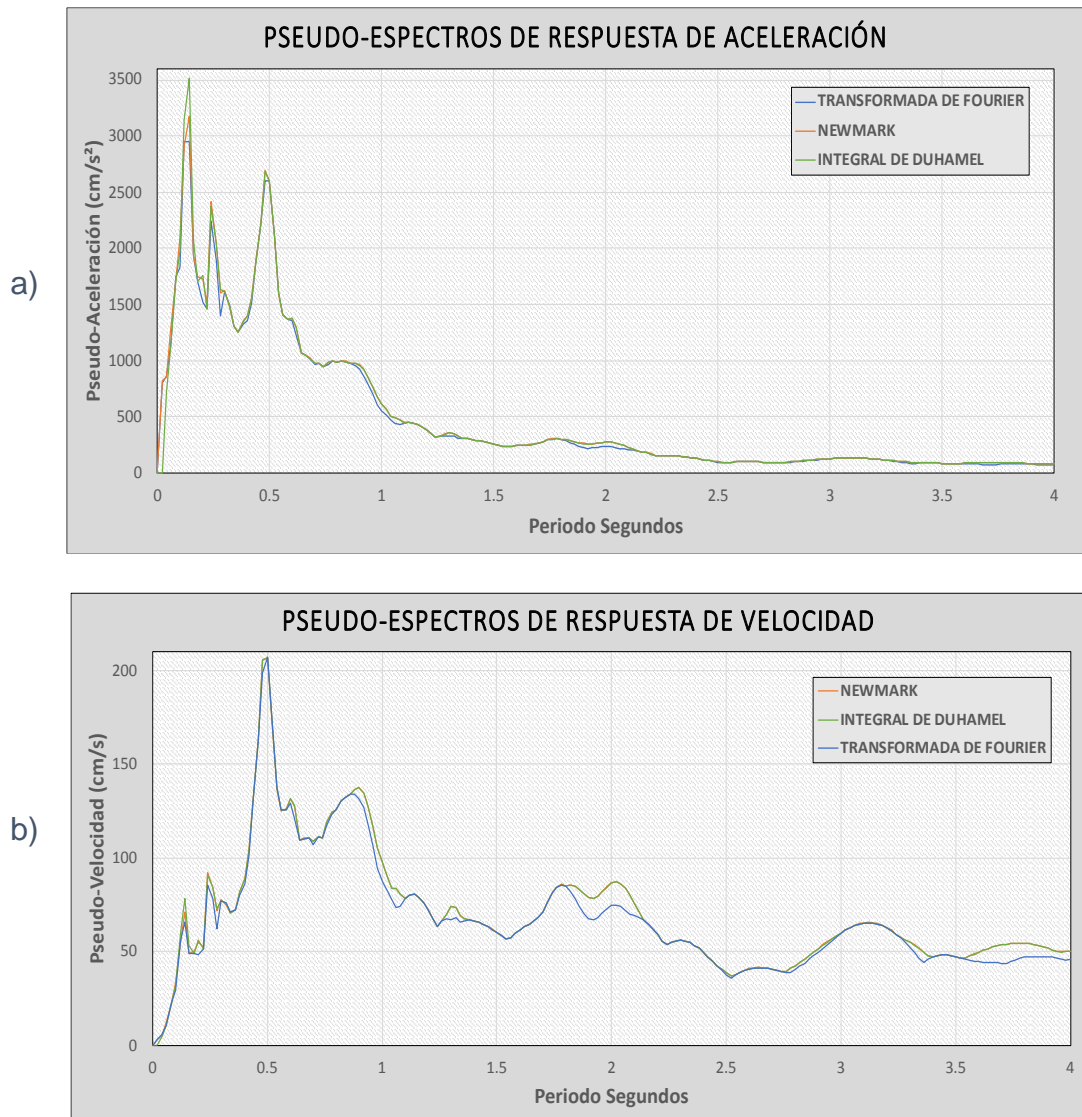 a)
PSEUDO-ESPECTROS DE RESPUESTA DE ACELERACIÓN
Pseudo-Aceleración (cm/s²)
3500
3000
2500
2000
1500
1000
500
0
TRANSFORMADA DE FOURIER
NEWMARK
INTEGRAL DE DUHAMEL
0 0.5 1 1.5 2 2.5 3 3.5 4
Periodo Segundos
b)
PSEUDO-ESPECTROS DE RESPUESTA DE VELOCIDAD
Pseudo-Velocidad (cm/s)
200
150
100
50
0
NEWMARK
INTEGRAL DE DUHAMEL
TRANSFORMADA DE FOURIER
0 0.5 1 1.5 2 2.5 3 3.5 4
Periodo Segundos